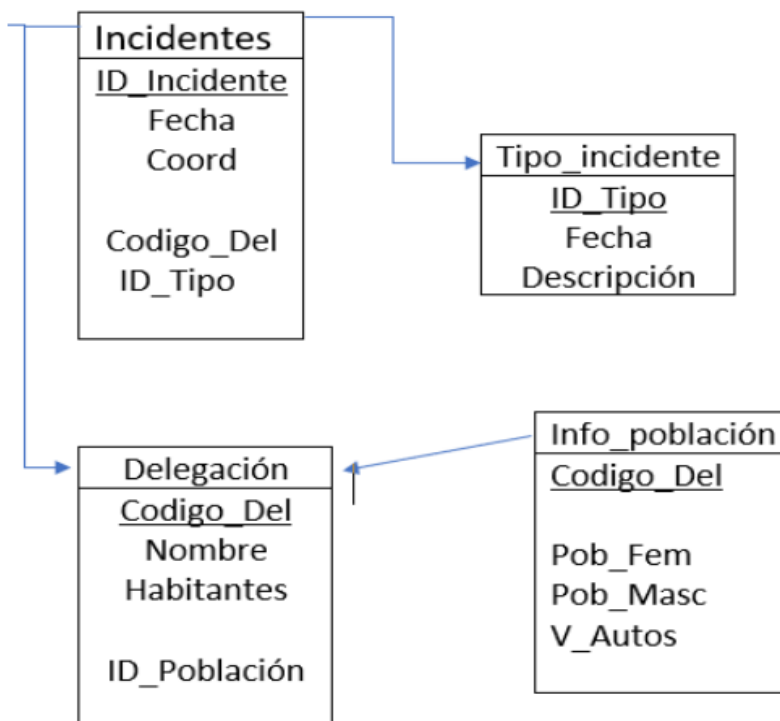 Incidentes
ID_Incidente
Fecha
Coord
Codigo_Del
ID_Tipo
Tipo_incidente
ID_Tipo
Fecha
Descripción
Delegación
Codigo_Del
Nombre
Habitantes
ID_Población
Info_población
Codigo_Del
Pob_Fem
Pob_Masc
V_Autos